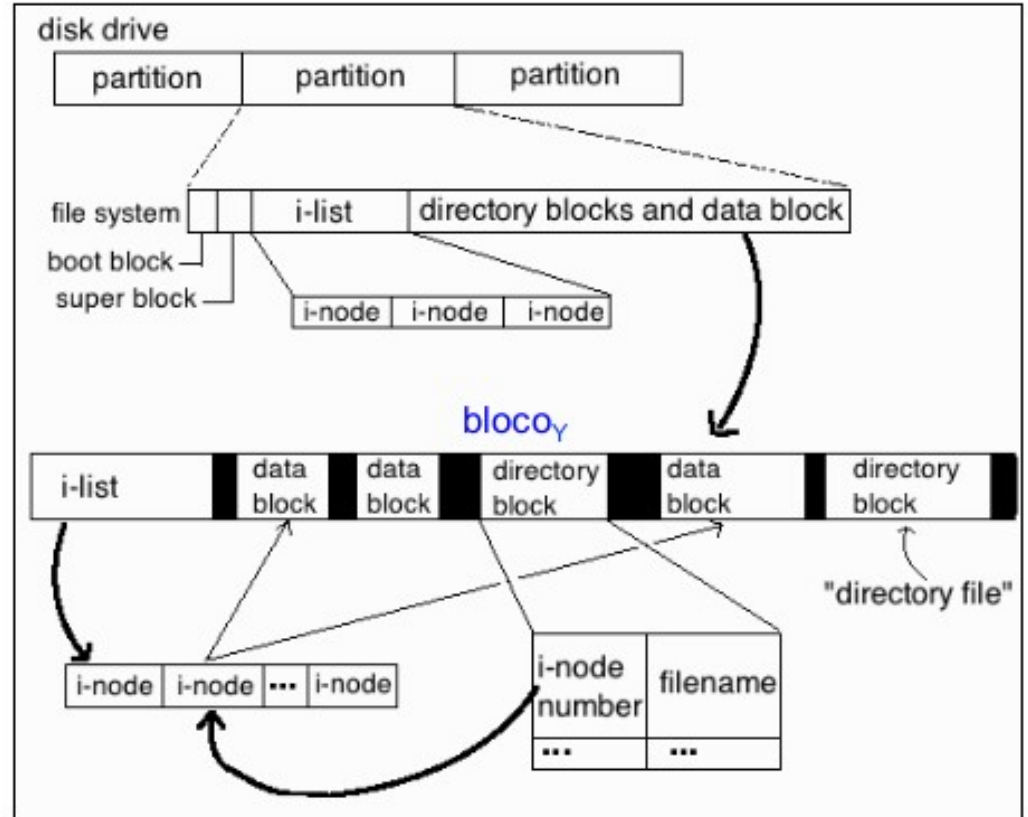 disk drive
partition partition partition
file system i-list directory blocks and data block
boot block
super block
i-node i-node i-node
blocoY
i-list data block data block directory block data block directory block
"directory file"
i-node i-node ... i-node
i-node number filename
... ...